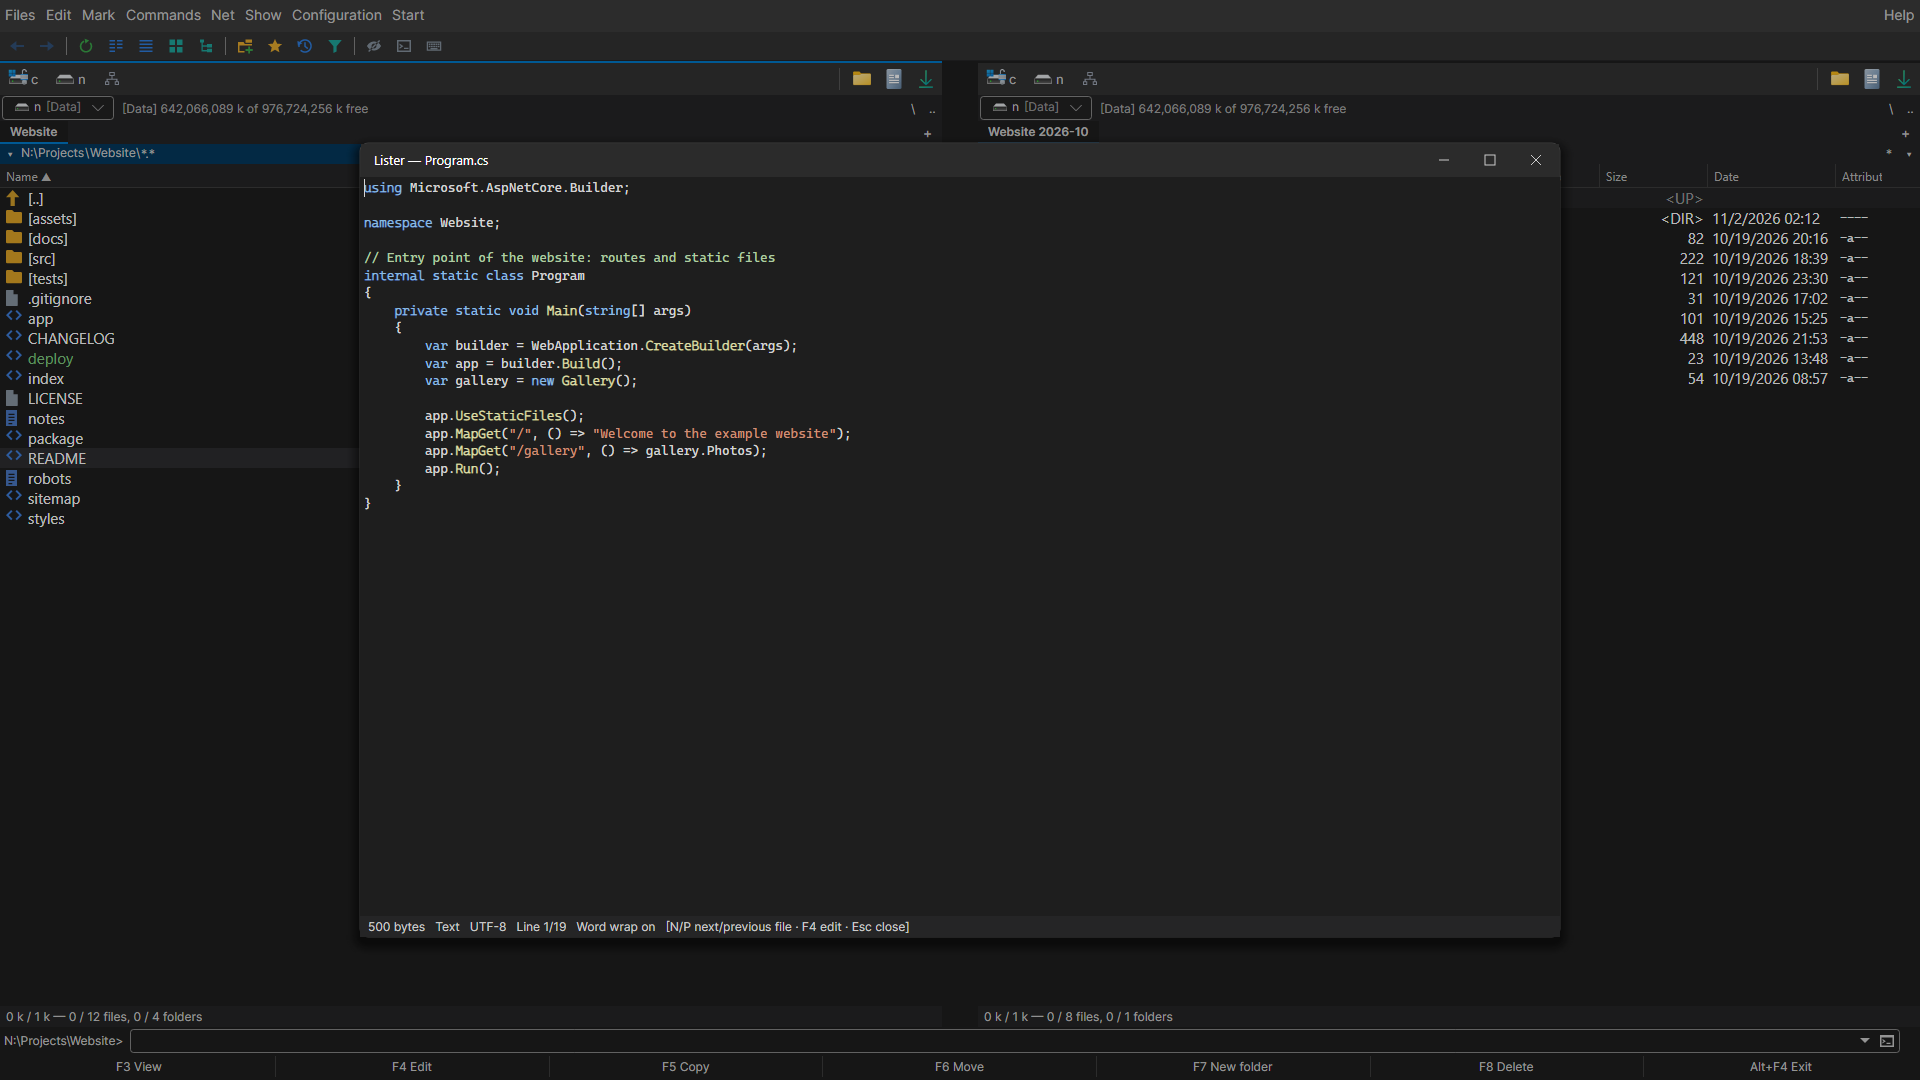 Files Edit Mark Commands Net Show Configuration Start Help
c n
c n
n [Data] [Data] 642,066,089 k of 976,724,256 k free \ ..
n [Data] [Data] 642,066,089 k of 976,724,256 k free \ ..
Website +
Website 2026-10 +
N:\Projects\Website\*.*
*
Name
Size Date Attribut
[..]
[assets]
[docs]
[src]
[tests]
.gitignore
app
CHANGELOG
deploy
index
LICENSE
notes
package
README
robots
sitemap
styles
<UP>
<DIR> 11/2/2026 02:12 ----
82 10/19/2026 20:16 -a--
222 10/19/2026 18:39 -a--
121 10/19/2026 23:30 -a--
31 10/19/2026 17:02 -a--
101 10/19/2026 15:25 -a--
448 10/19/2026 21:53 -a--
23 10/19/2026 13:48 -a--
54 10/19/2026 08:57 -a--
Lister — Program.cs
using Microsoft.AspNetCore.Builder;
namespace Website;
// Entry point of the website: routes and static files
internal static class Program
{
    private static void Main(string[] args)
    {
        var builder = WebApplication.CreateBuilder(args);
        var app = builder.Build();
        var gallery = new Gallery();
        app.UseStaticFiles();
        app.MapGet("/", () => "Welcome to the example website");
        app.MapGet("/gallery", () => gallery.Photos);
        app.Run();
    }
}
500 bytes Text UTF-8 Line 1/19 Word wrap on [N/P next/previous file · F4 edit · Esc close]
0 k / 1 k — 0 / 12 files, 0 / 4 folders
0 k / 1 k — 0 / 8 files, 0 / 1 folders
N:\Projects\Website>
F3 View F4 Edit F5 Copy F6 Move F7 New folder F8 Delete Alt+F4 Exit